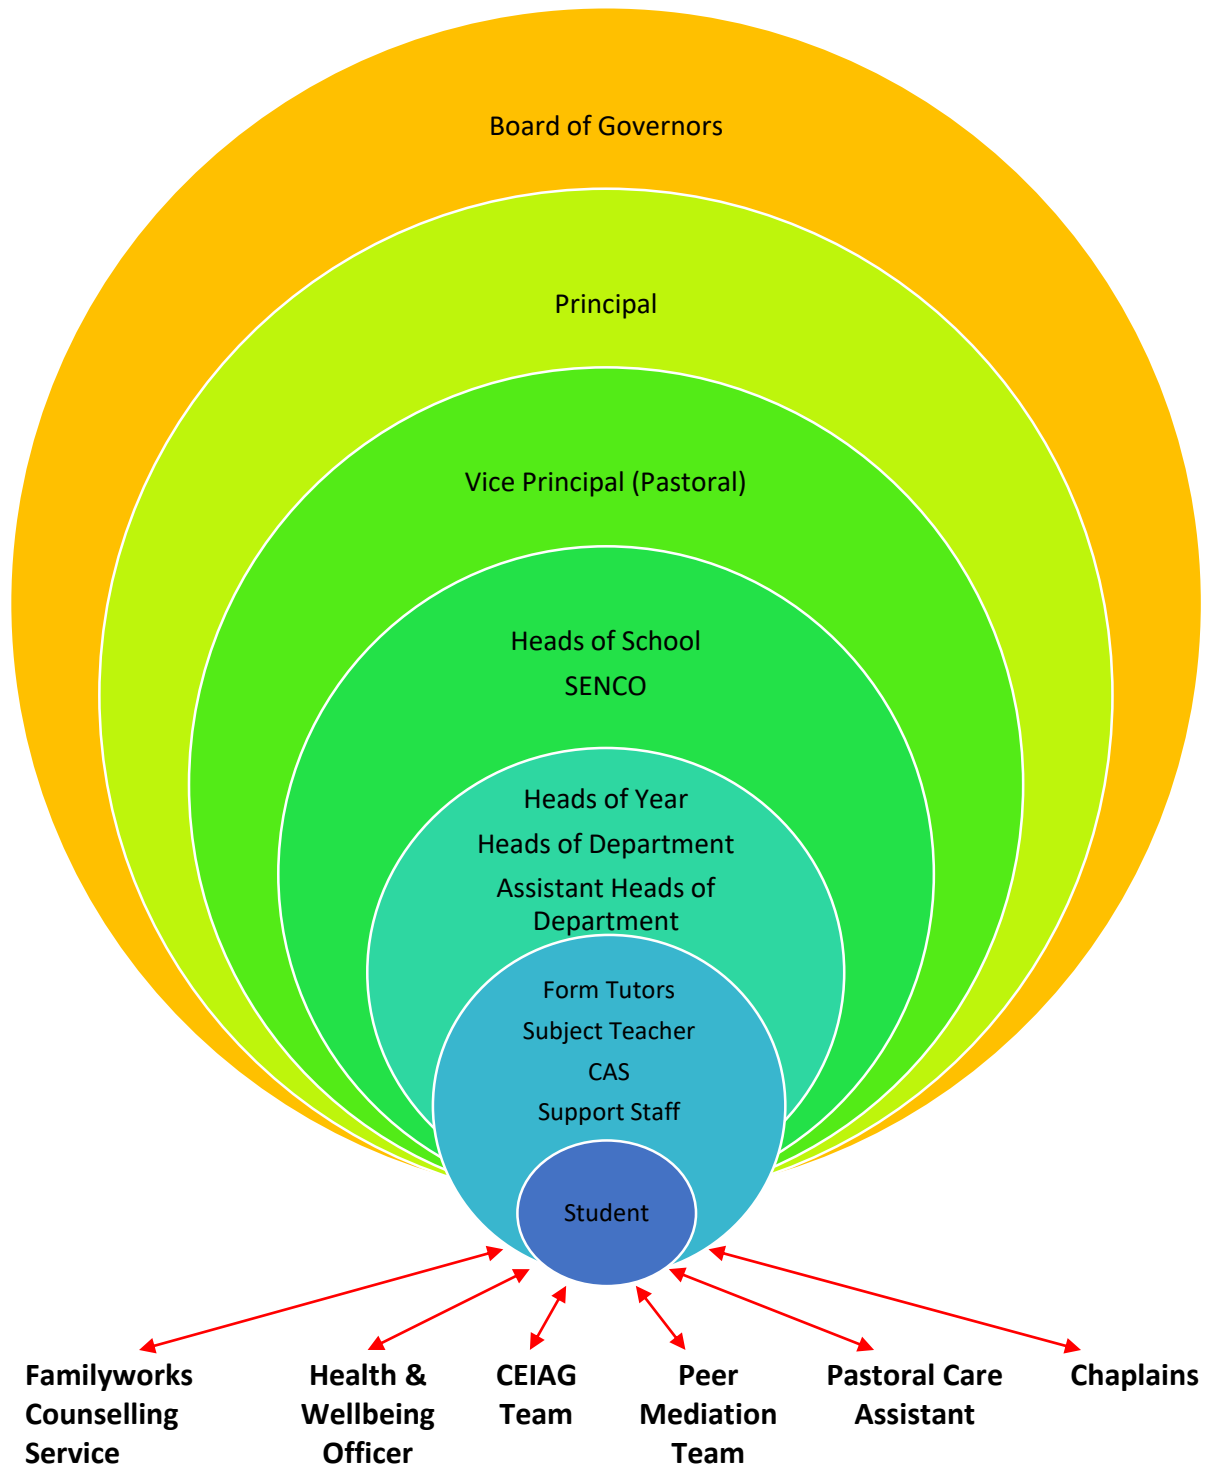 Board of Governors
Principal
Vice Principal (Pastoral)
Heads of School
SENCO
Heads of Year
Heads of Department
Assistant Heads of
Department
Form Tutors
Subject Teacher
CAS
Support Staff
Student
Familyworks
Counselling
Service
Health &
Wellbeing
Officer
CEIAG
Team
Peer
Mediation
Team
Pastoral Care
Assistant
Chaplains